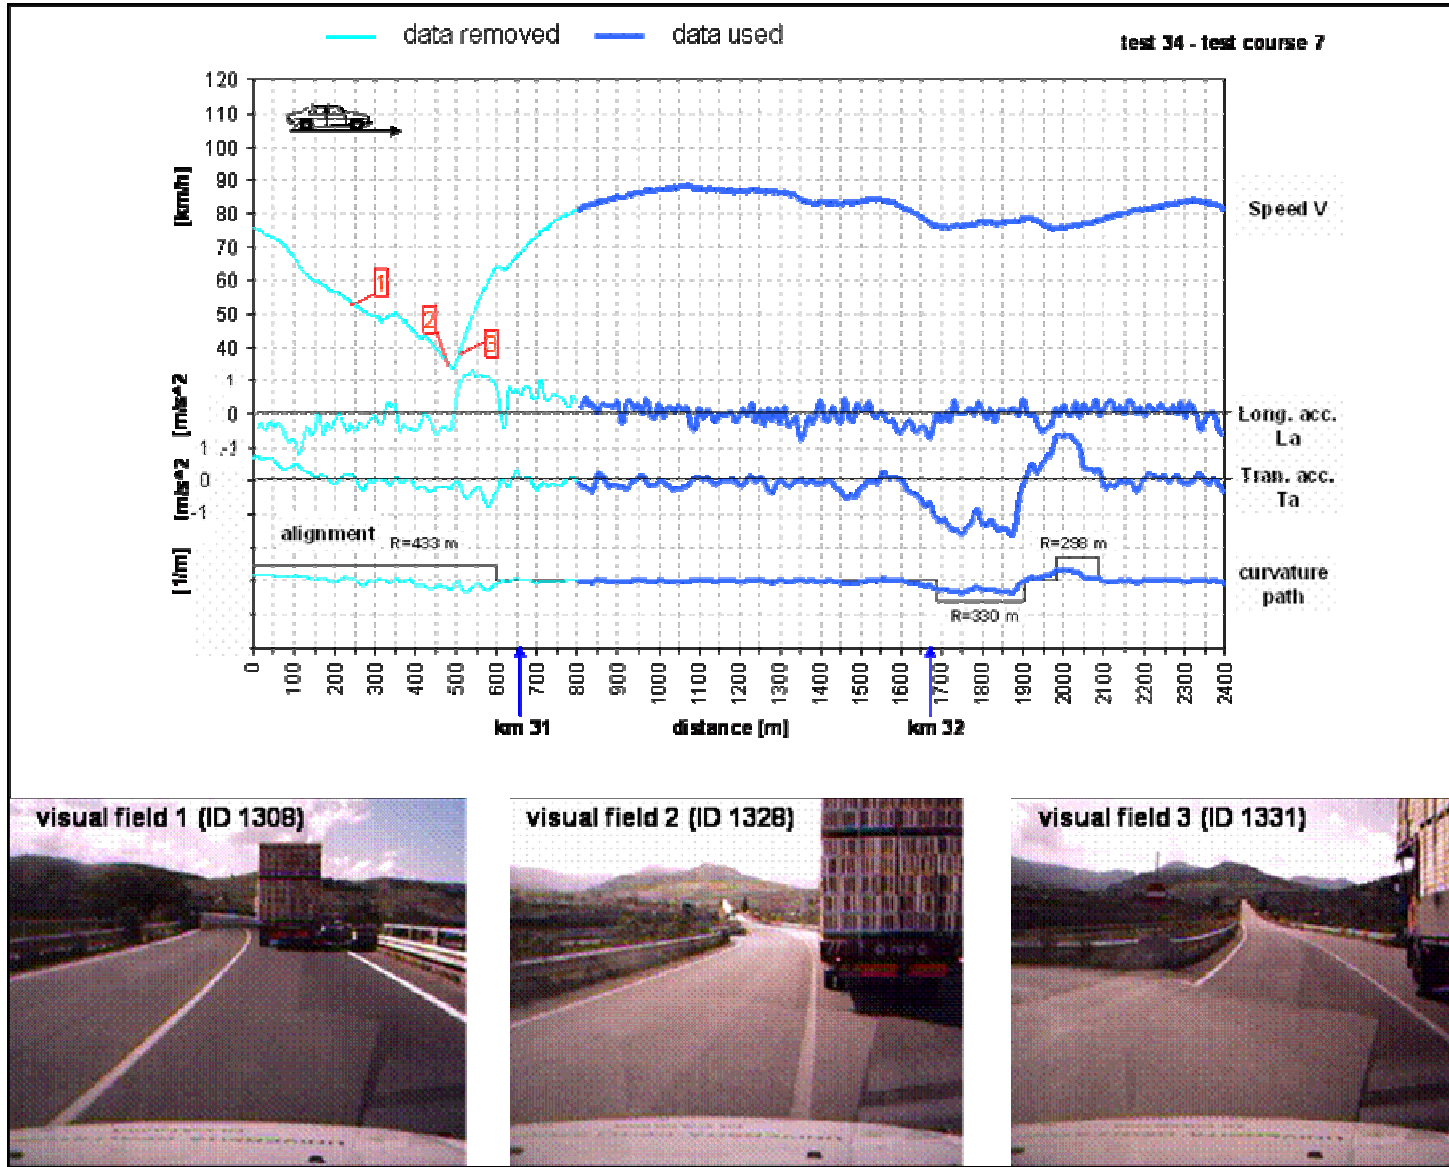 data removed data used
test 34 - test course 7
120
110
100
90
80
70
60
50
40
[km/h]
1
2
3
Speed V
1
0
-1
[m/s^2]
Long. acc.
La
1
0
-1
[m/s^2]
Tran. acc.
Ta
alignment
R=433 m
R=298 m
R=330 m
[1/m]
curvature
path
0 100 200 300 400 500 600 700 800 900 1000 1100 1200 1300 1400 1500 1600 1700 1800 1900 2000 2100 2200 2300 2400
km 31 distance [m] km 32
visual field 1 (ID 1308)
visual field 2 (ID 1328)
visual field 3 (ID 1331)